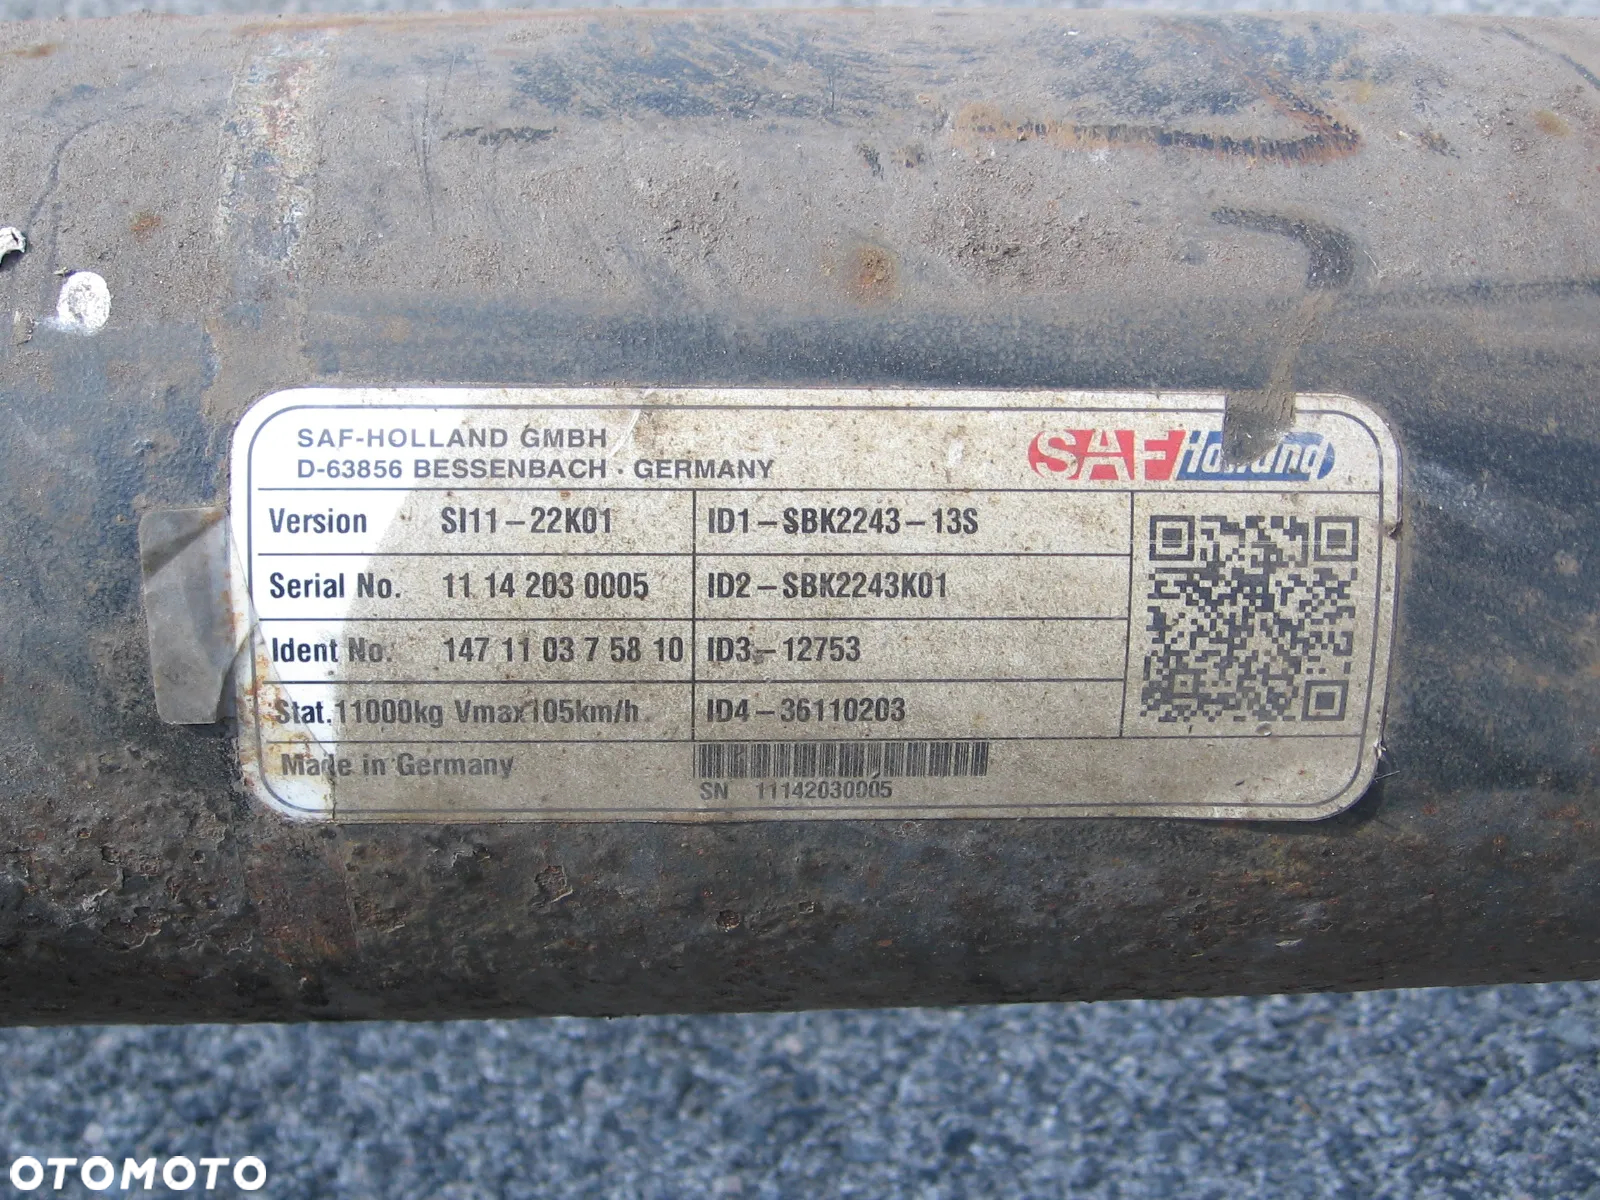 SAF-HOLLAND GMBH
D-63856 BESSENBACH · GERMANY
SAF Holland
Version SI11-22K01 ID1-SBK2243-13S
Serial No. 11 14 203 0005 ID2-SBK2243K01
Ident No. 147 11 03 7 58 10 ID3-12753
Stat. 11000kg Vmax 105km/h ID4-36110203
Made in Germany
SN 11142030005
OTOMOTO